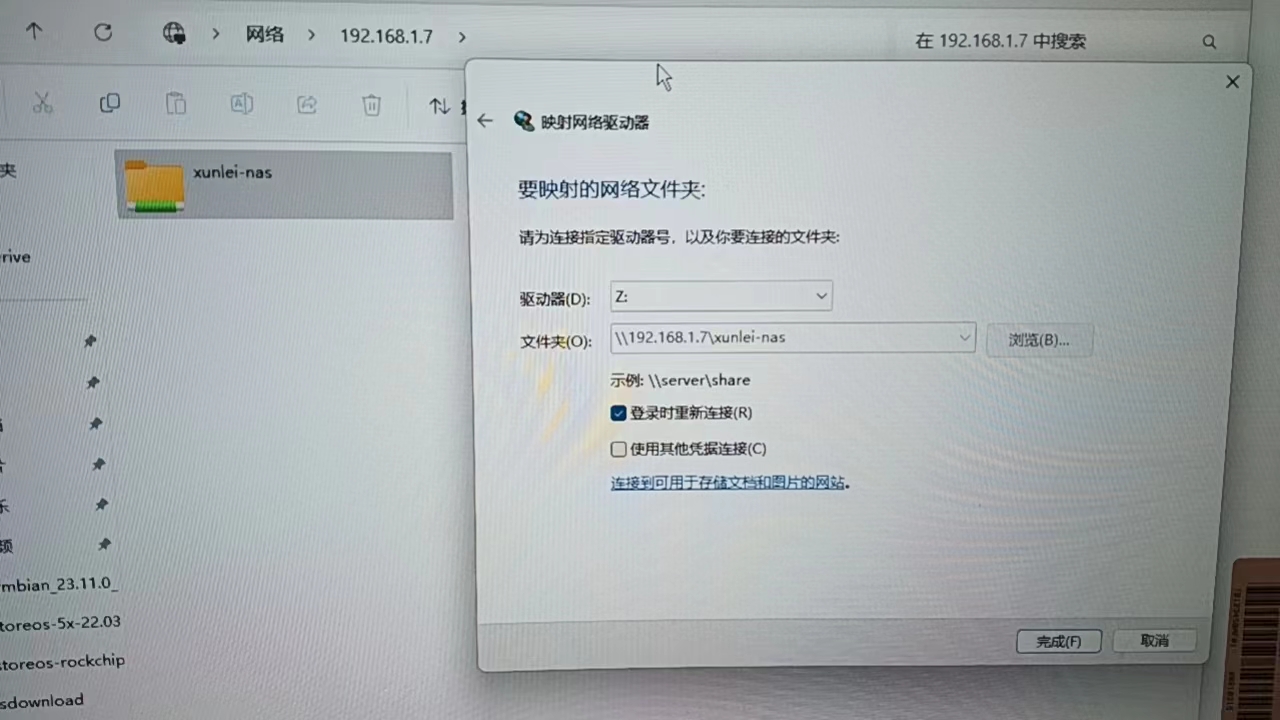 网络 192.168.1.7
在 192.168.1.7 中搜索
夹
xunlei-nas
rive
频
mbian_23.11.0_
toreos-5x-22.03
storeos-rockchip
sdownload
映射网络驱动器
要映射的网络文件夹:
请为连接指定驱动器号，以及你要连接的文件夹:
驱动器(D): Z:
文件夹(O): \\192.168.1.7\xunlei-nas 浏览(B)...
示例: \\server\share
登录时重新连接(R)
使用其他凭据连接(C)
连接到可用于存储文档和图片的网站。
完成(F) 取消